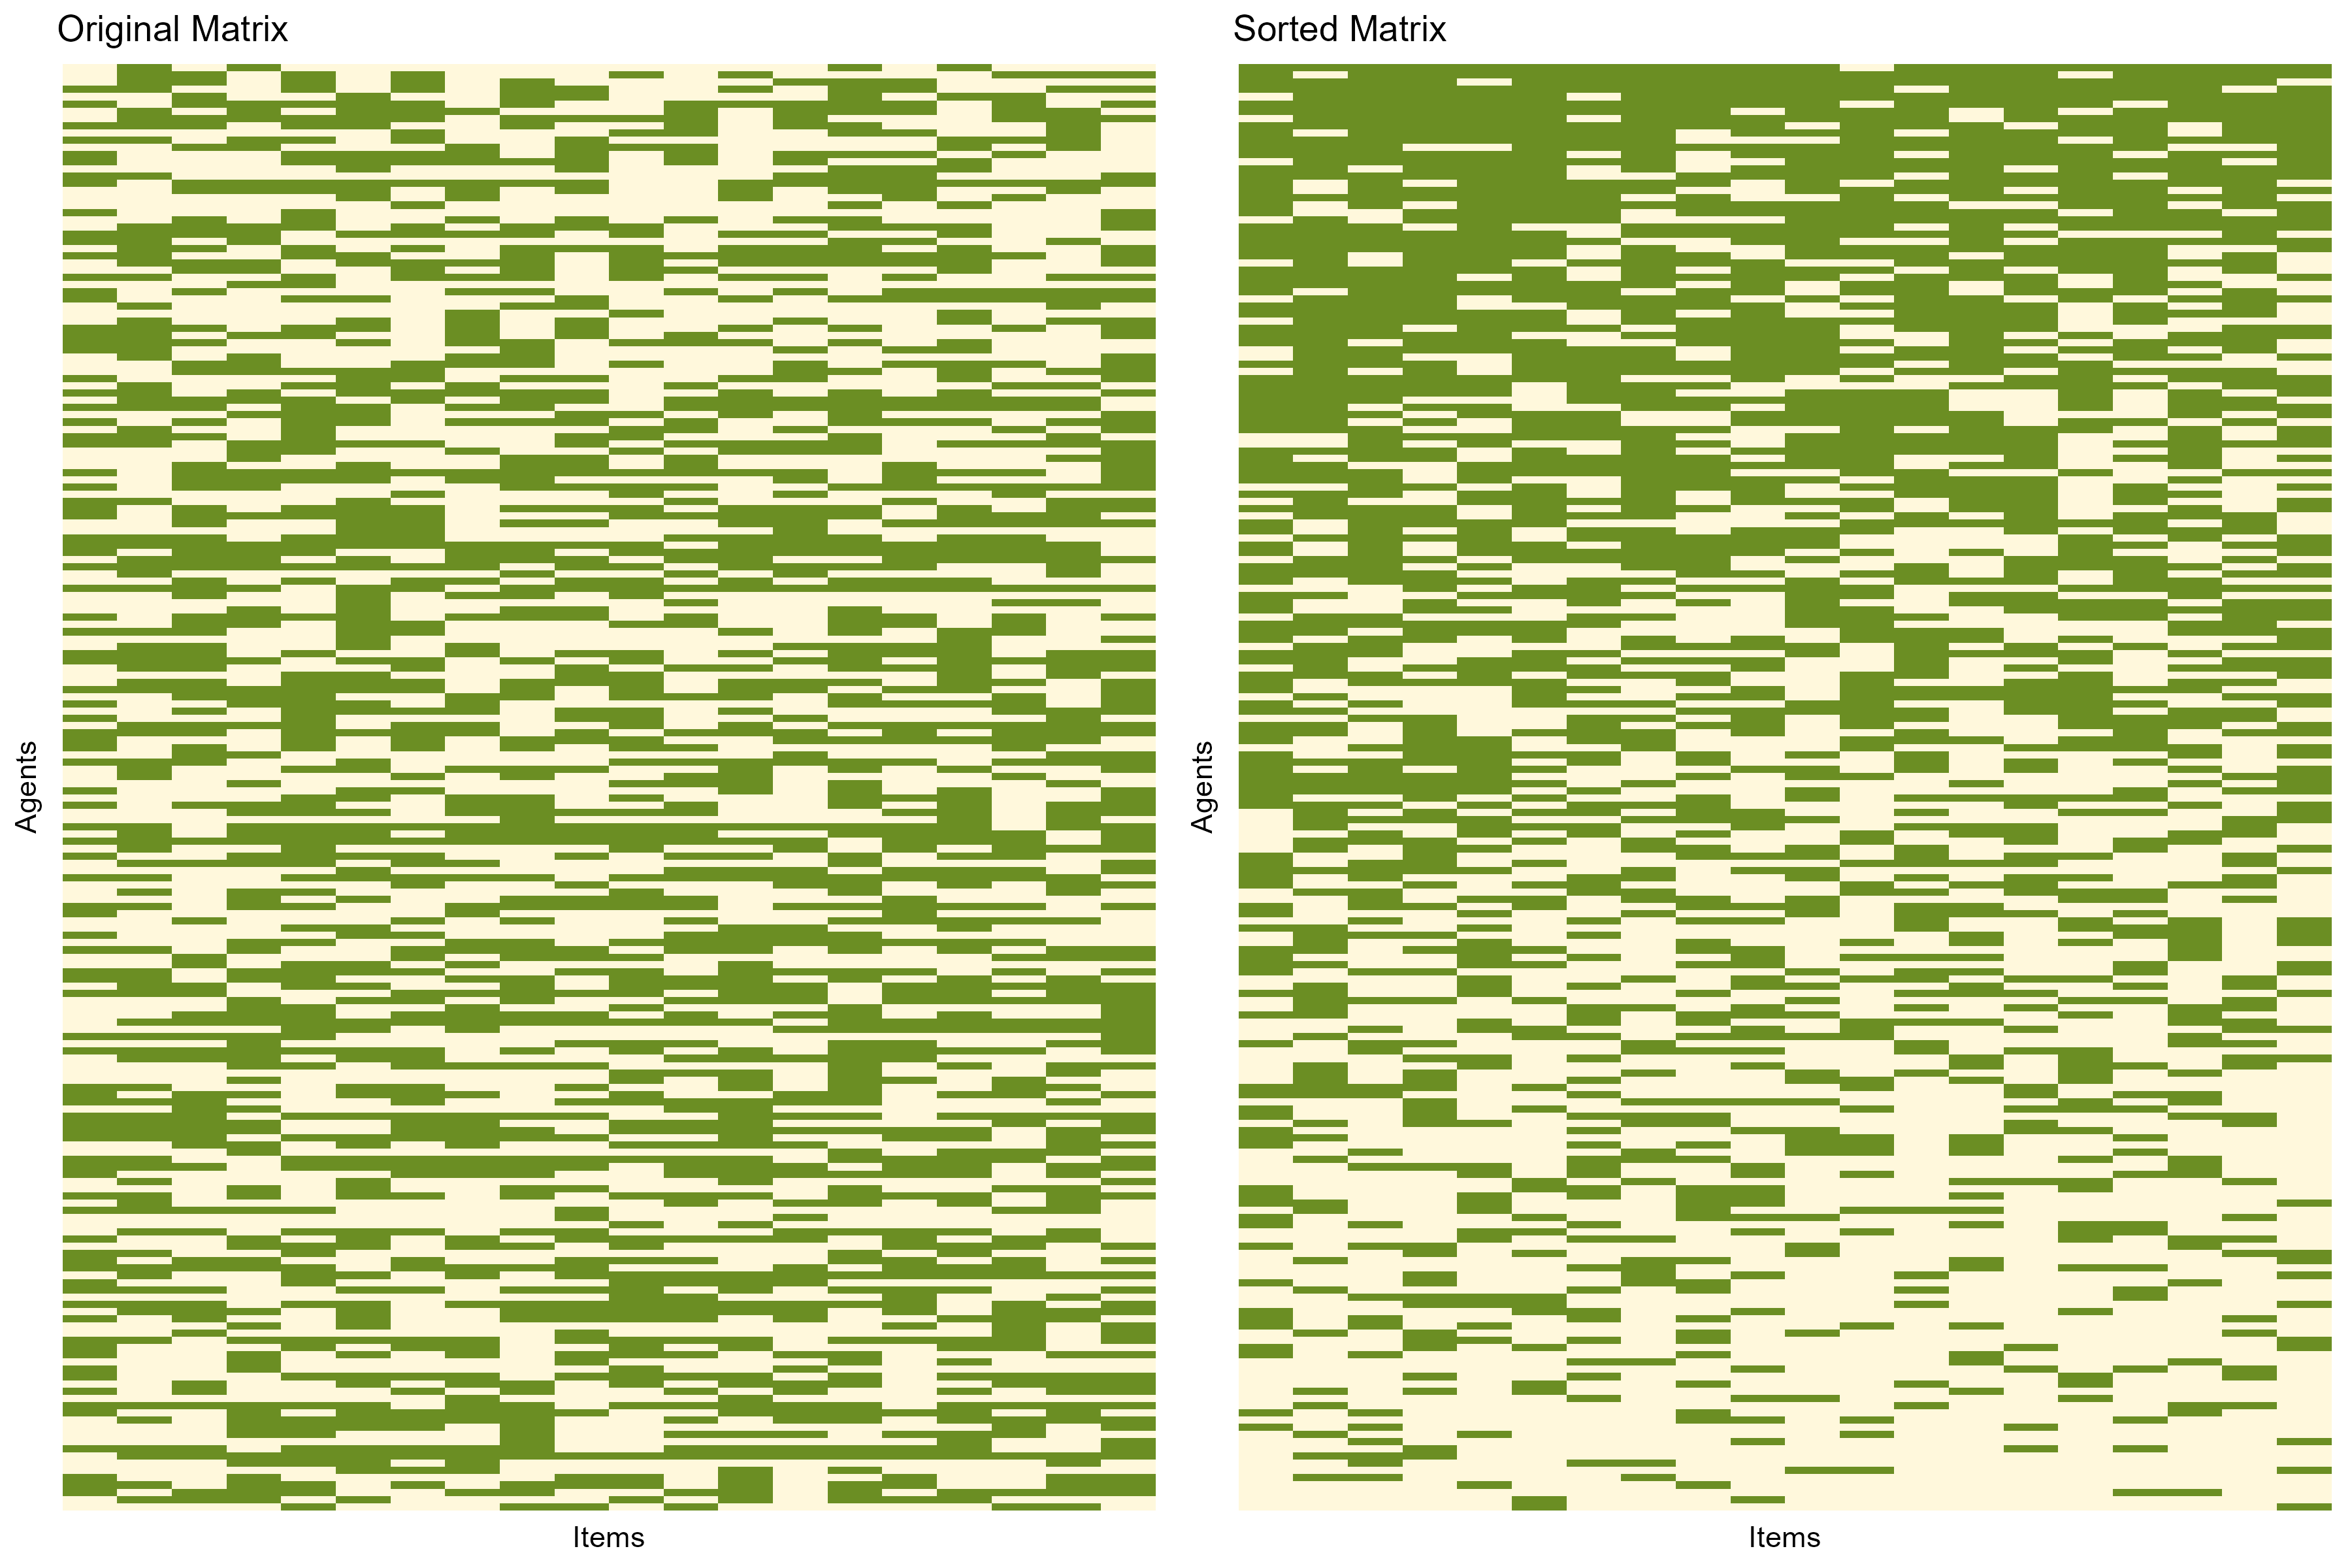 Original Matrix
Agents
Items
Sorted Matrix
Agents
Items